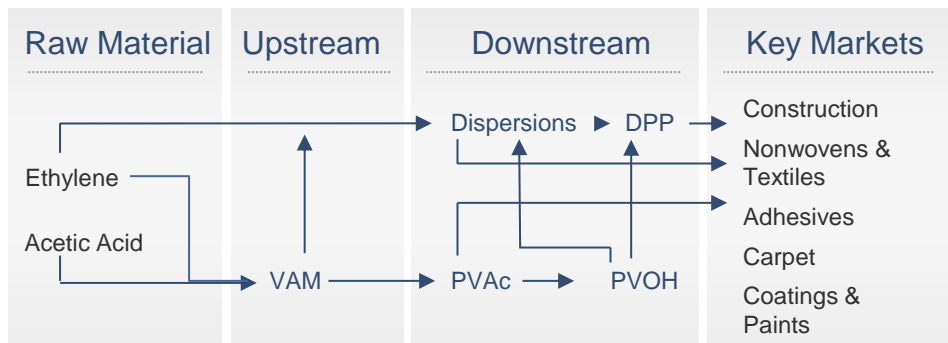 Raw Material
Upstream
Downstream
Key Markets
Ethylene
Acetic Acid
VAM
Dispersions
DPP
PVAc
PVOH
Construction
Nonwovens &
Textiles
Adhesives
Carpet
Coatings &
Paints